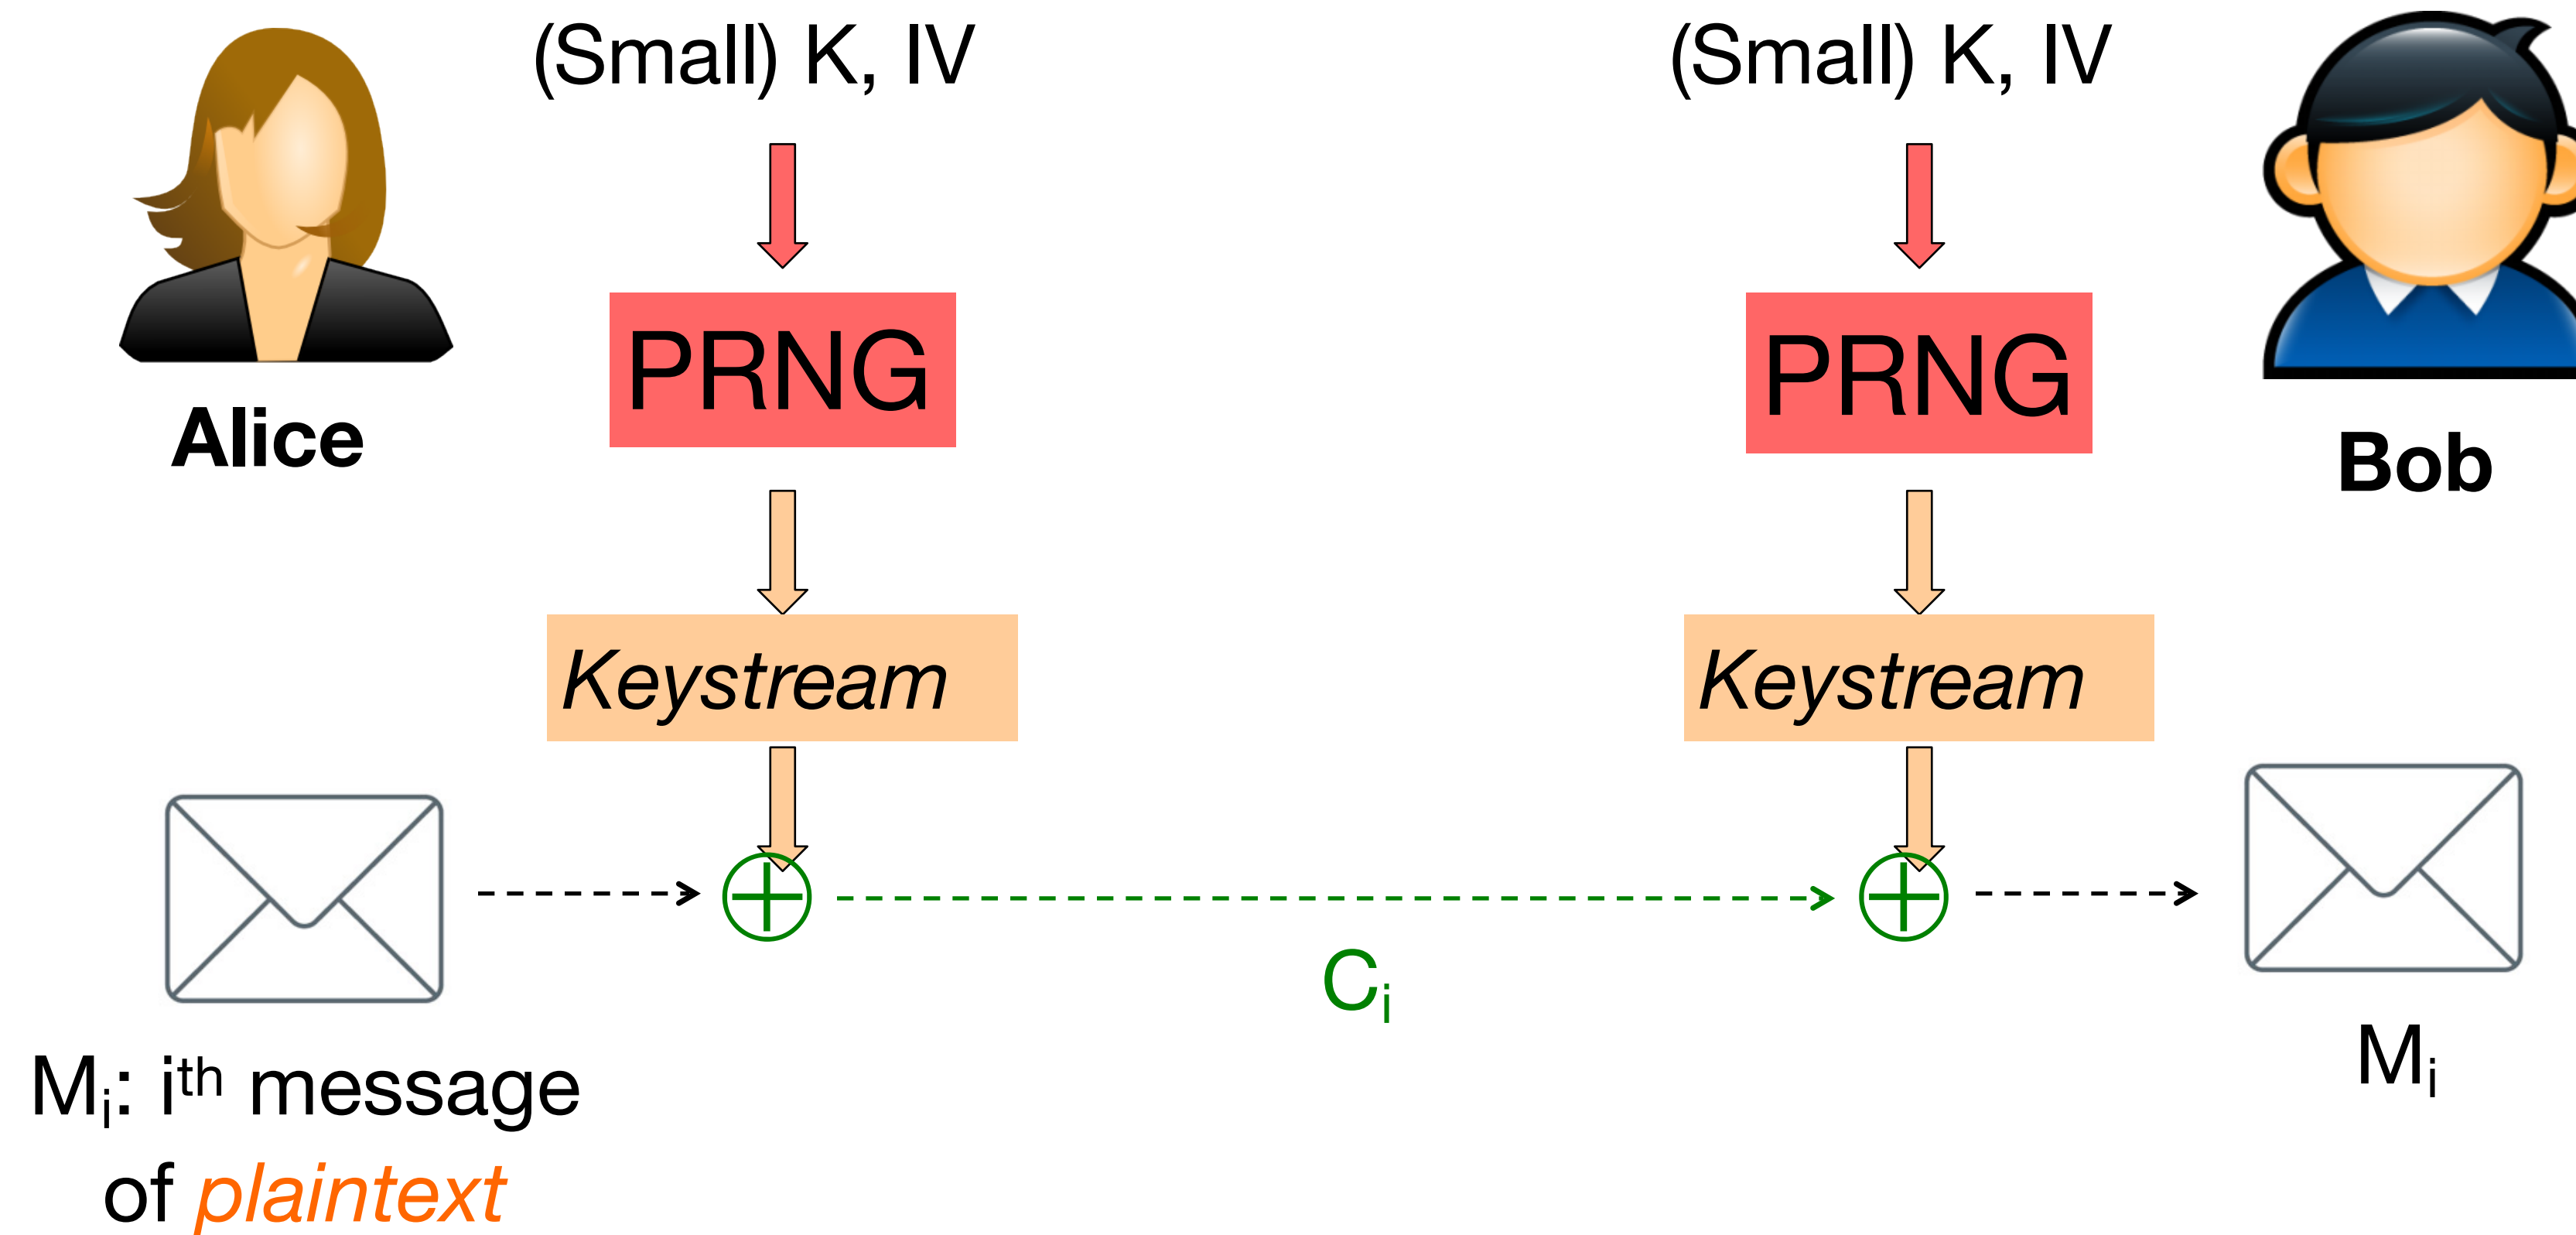 (Small) K, IV
(Small) K, IV
PRNG
PRNG
Alice
Bob
Keystream
Keystream
Cᵢ
Mᵢ: iᵗʰ message
of plaintext
Mᵢ